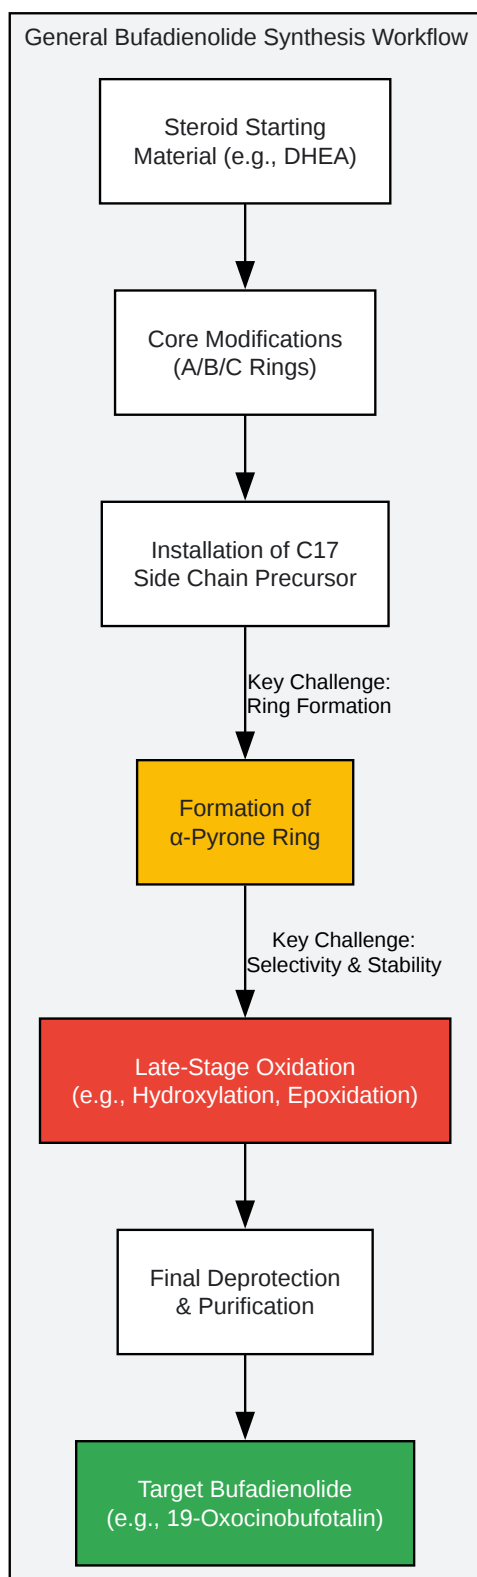 General Bufadienolide Synthesis Workflow
Steroid Starting
Material (e.g., DHEA)
Core Modifications
(A/B/C Rings)
Installation of C17
Side Chain Precursor
Key Challenge:
Ring Formation
Formation of
α-Pyrone Ring
Key Challenge:
Selectivity & Stability
Late-Stage Oxidation
(e.g., Hydroxylation, Epoxidation)
Final Deprotection
& Purification
Target Bufadienolide
(e.g., 19-Oxocinobufotalin)